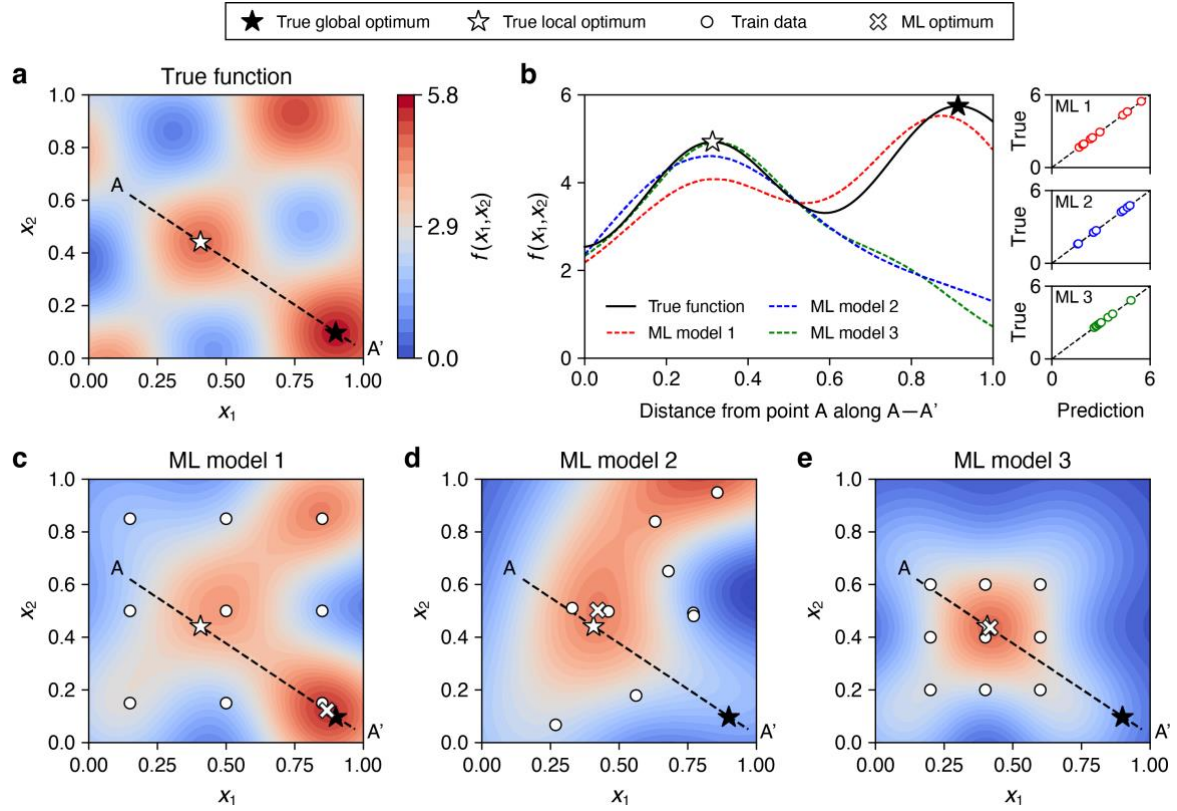 True global optimum True local optimum Train data ML optimum
a
True function
1.0
0.8
0.6
0.4
0.2
0.0
x2
A
A'
0.00 0.25 0.50 0.75 1.00
x1
5.8
2.9
0.0
f(x1,x2)
b
6
4
2
0
f(x1,x2)
True function
ML model 1
ML model 2
ML model 3
0.0 0.2 0.4 0.6 0.8 1.0
Distance from point A along A—A'
6
True
0
ML 1
6
True
0
ML 2
6
True
0
ML 3
0 6
Prediction
c
ML model 1
1.0
0.8
0.6
0.4
0.2
0.0
x2
A
A'
0.00 0.25 0.50 0.75 1.00
x1
d
ML model 2
1.0
0.8
0.6
0.4
0.2
0.0
x2
A
A'
0.00 0.25 0.50 0.75 1.00
x1
e
ML model 3
1.0
0.8
0.6
0.4
0.2
0.0
x2
A
A'
0.00 0.25 0.50 0.75 1.00
x1